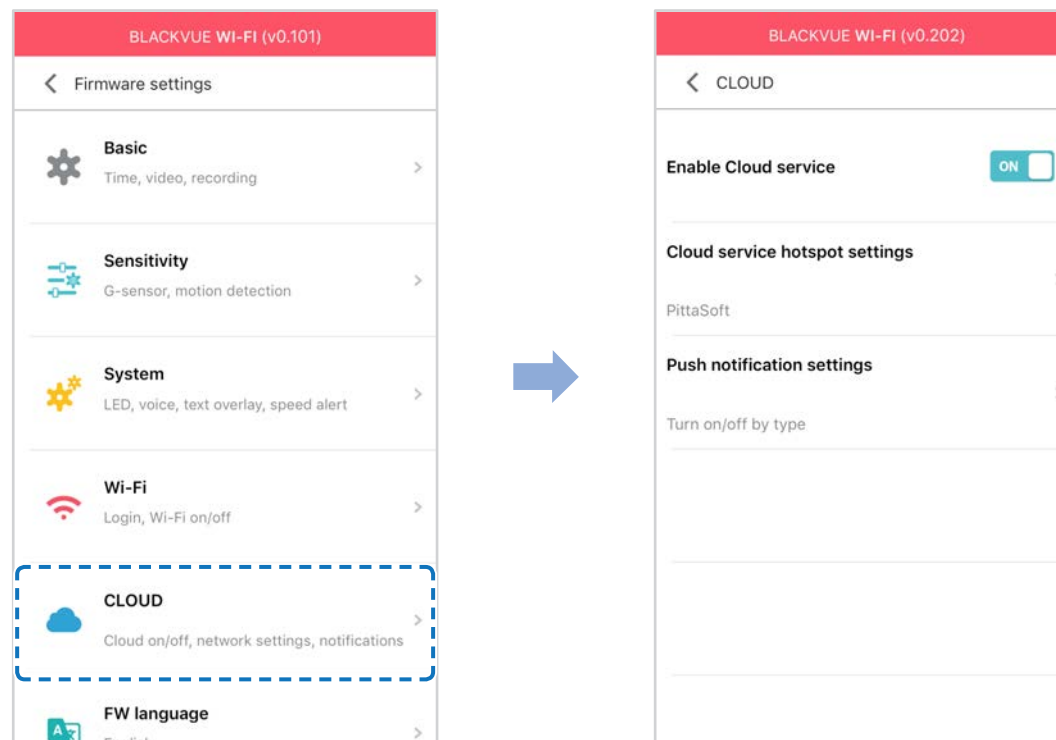 BLACKVUE WI-FI (v0.101)
Firmware settings
Basic
Time, video, recording
Sensitivity
G-sensor, motion detection
System
LED, voice, text overlay, speed alert
Wi-Fi
Login, Wi-Fi on/off
CLOUD
Cloud on/off, network settings, notifications
FW language
BLACKVUE WI-FI (v0.202)
CLOUD
Enable Cloud service
ON
Cloud service hotspot settings
PittaSoft
Push notification settings
Turn on/off by type